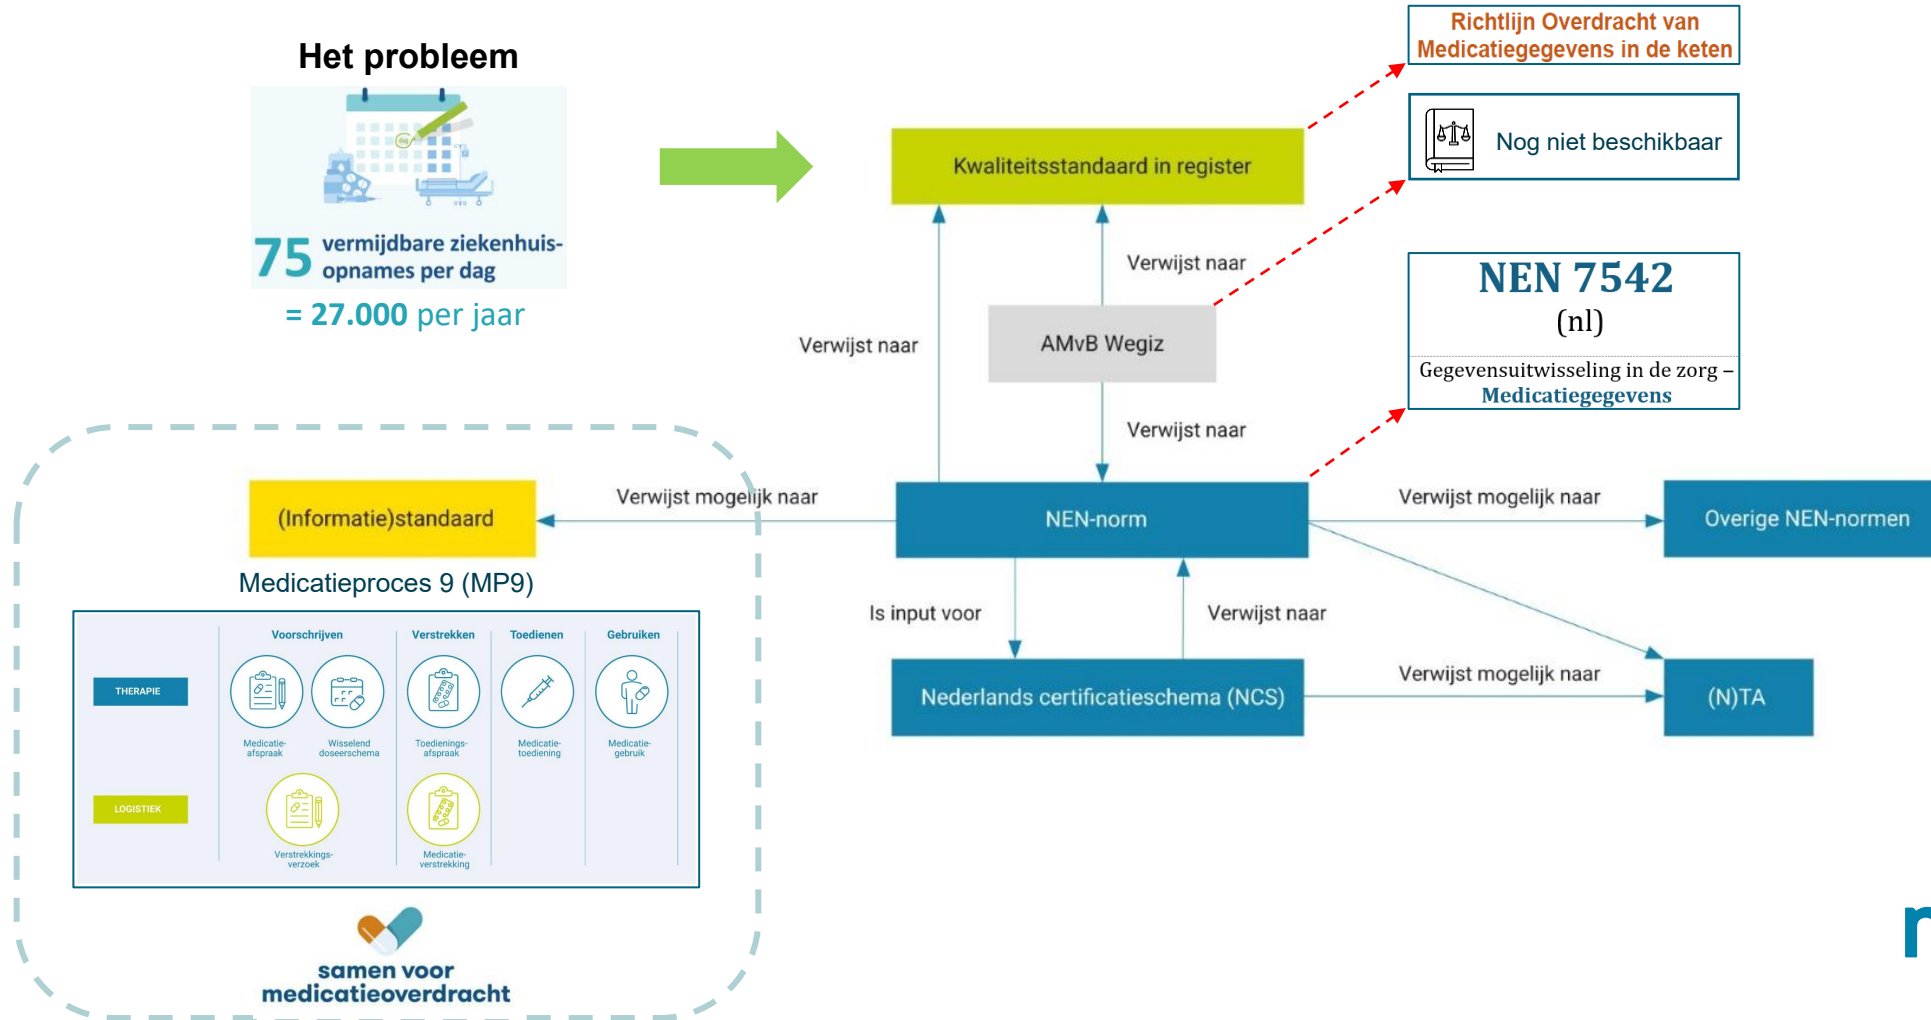 Het probleem
dag
75 vermijdbare ziekenhuis-
opnames per dag
= 27.000 per jaar
Richtlijn Overdracht van
Medicatiegegevens in de keten
Nog niet beschikbaar
NEN 7542
(nl)
Gegevensuitwisseling in de zorg –
Medicatiegegevens
Kwaliteitsstandaard in register
Verwijst naar
Verwijst naar
AMvB Wegiz
Verwijst naar
(Informatie)standaard
Verwijst mogelijk naar
NEN-norm
Verwijst mogelijk naar
Overige NEN-normen
Is input voor
Verwijst naar
Nederlands certificatieschema (NCS)
Verwijst mogelijk naar
(N)TA
Medicatieproces 9 (MP9)
Voorschrijven
Verstrekken
Toedienen
Gebruiken
THERAPIE
Medicatie-
afspraak
Wisselend
doseerschema
Toedienings-
afspraak
Medicatie-
toediening
Medicatie-
gebruik
LOGISTIEK
Verstrekkings-
verzoek
Medicatie-
verstrekking
samen voor
medicatieoverdracht